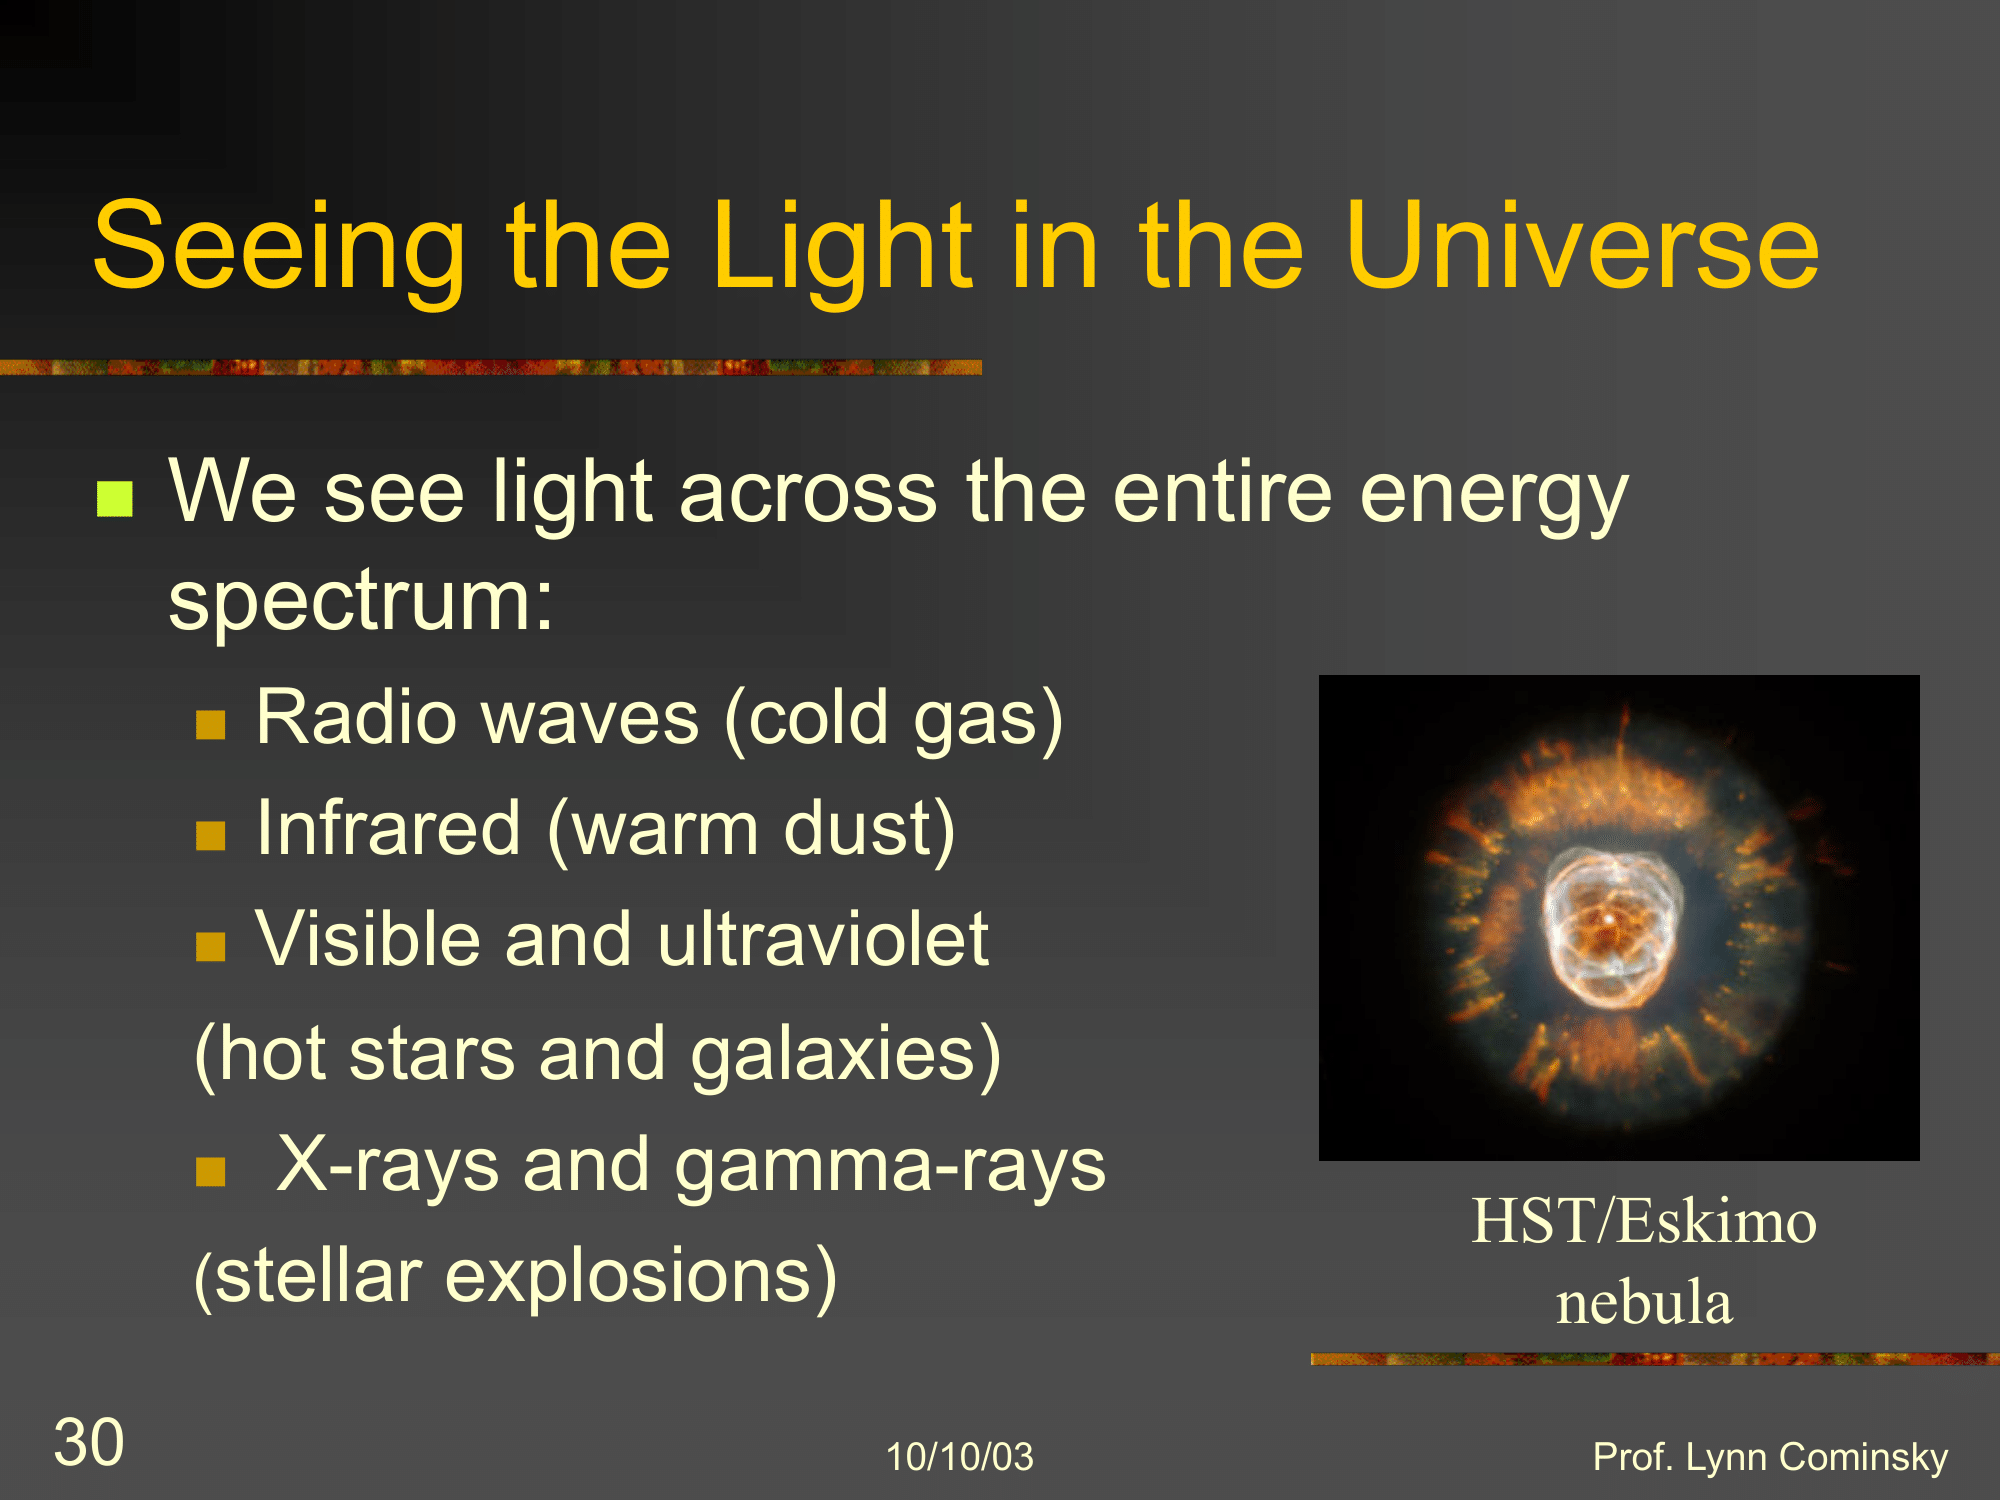 Seeing the Light in the Universe
We see light across the entire energy
spectrum:
Radio waves (cold gas)
Infrared (warm dust)
Visible and ultraviolet
(hot stars and galaxies)
X-rays and gamma-rays
(stellar explosions)
HST/Eskimo
nebula
30
10/10/03
Prof. Lynn Cominsky